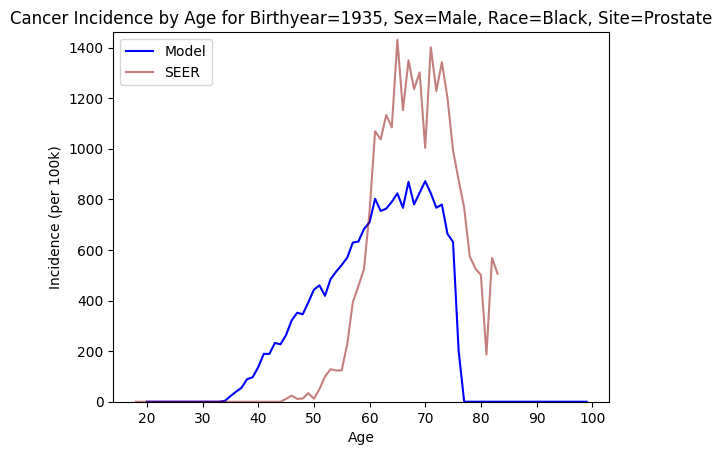 Cancer Incidence by Age for Birthyear=1935, Sex=Male, Race=Black, Site=Prostate
Model
SEER
Incidence (per 100k)
1400
1200
1000
800
600
400
200
0
20 30 40 50 60 70 80 90 100
Age